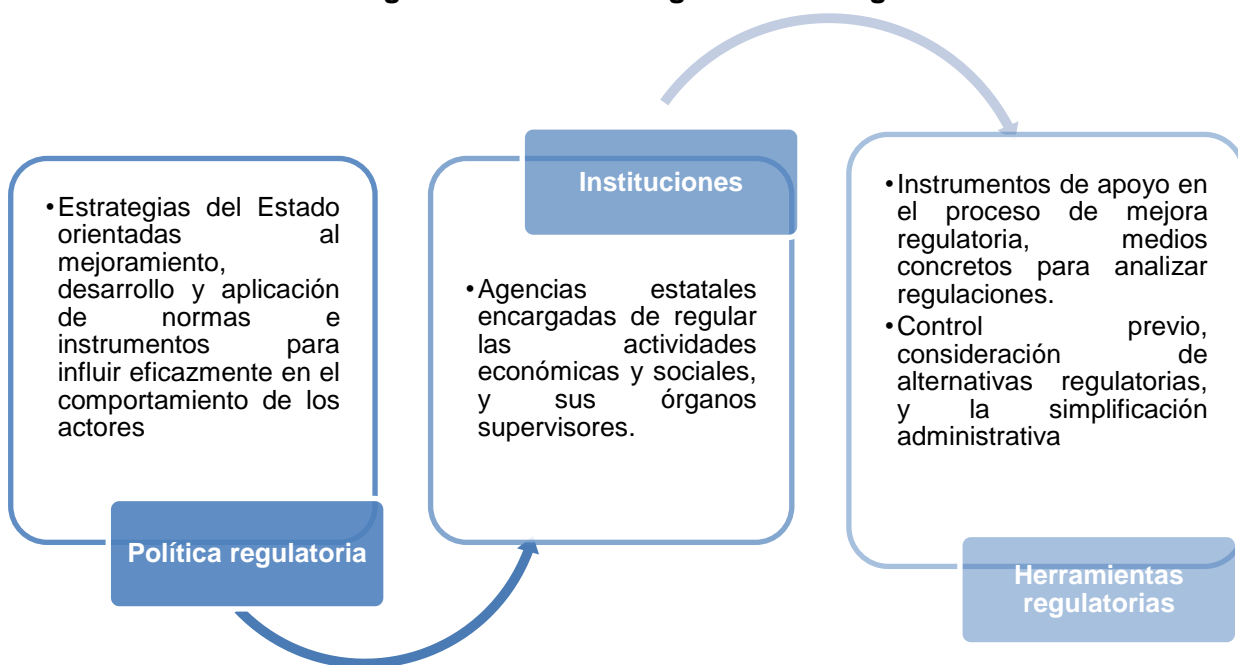 •Estrategias del Estado
orientadas al
mejoramiento,
desarrollo y aplicación
de normas e
instrumentos para
influir eficazmente en el
comportamiento de los
actores
Política regulatoria
Instituciones
•Agencias estatales
encargadas de regular
las actividades
económicas y sociales,
y sus órganos
supervisores.
•Instrumentos de apoyo en
el proceso de mejora
regulatoria, medios
concretos para analizar
regulaciones.
•Control previo,
consideración de
alternativas regulatorias,
y la simplificación
administrativa
Herramientas
regulatorias